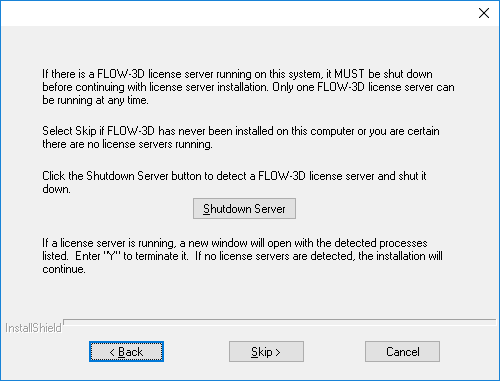 If there is a FLOW-3D license server running on this system, it MUST be shut down
before continuing with license server installation. Only one FLOW-3D license server can
be running at any time.
Select Skip if FLOW-3D has never been installed on this computer or you are certain
there are no license servers running.
Click the Shutdown Server button to detect a FLOW-3D license server and shut it
down.
Shutdown Server
If a license server is running, a new window will open with the detected processes
listed.  Enter "Y" to terminate it.  If no license servers are detected, the installation will
continue.
InstallShield
< Back
Skip >
Cancel